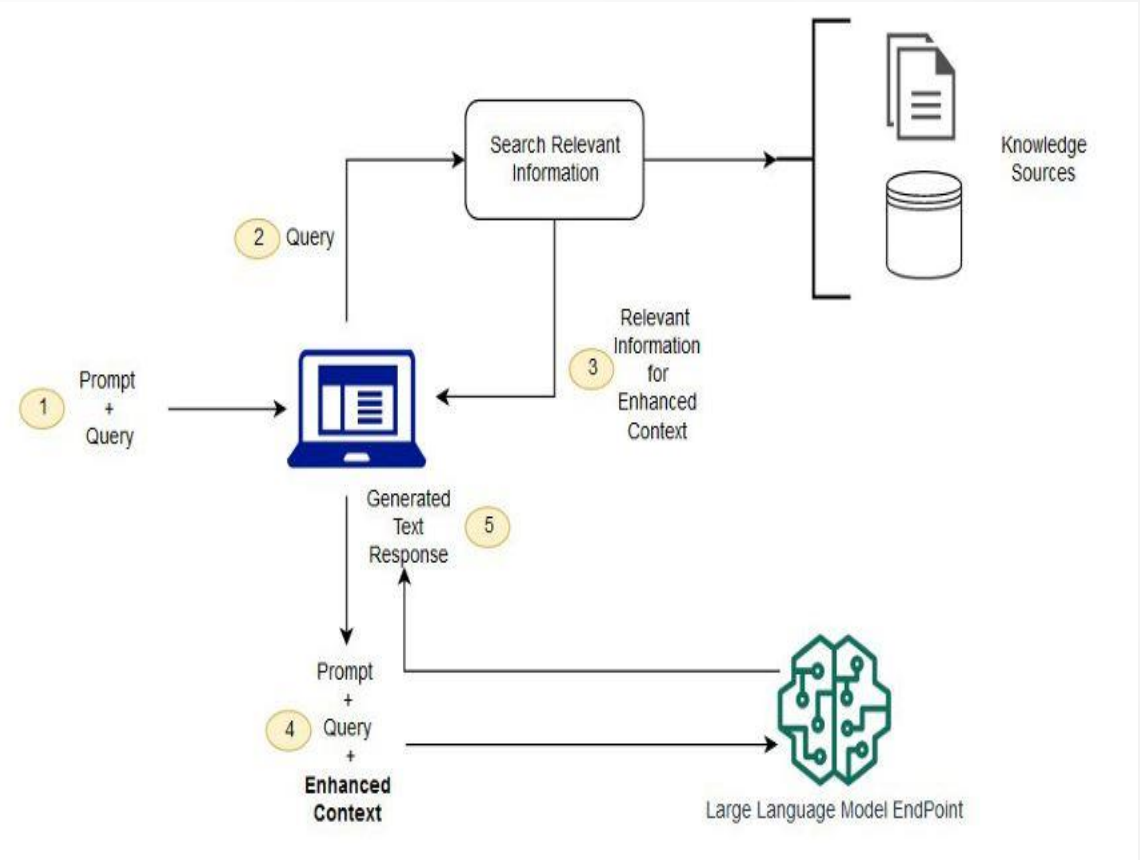 Search Relevant
Information
Knowledge
Sources
2 Query
Relevant
Information
for
Enhanced
Context
3
1
Prompt
+
Query
Generated
Text
Response
5
Prompt
+
Query
+
Enhanced
Context
4
Large Language Model EndPoint